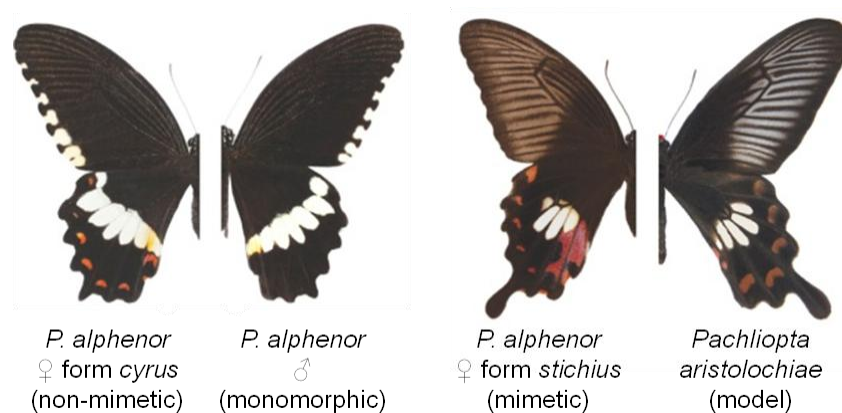 P. alphenor
♀ form cyrus
(non-mimetic)
P. alphenor
♂
(monomorphic)
P. alphenor
♀ form stichius
(mimetic)
Pachliopta
aristolochiae
(model)